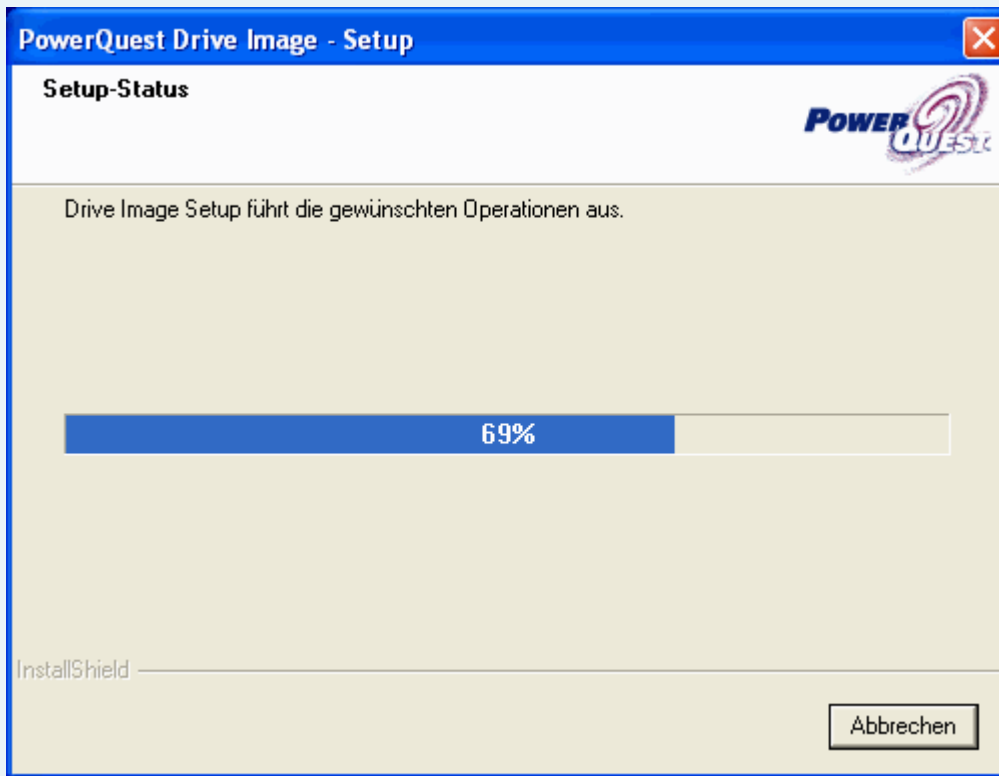 PowerQuest Drive Image - Setup
Setup-Status
POWERQUEST
Drive Image Setup führt die gewünschten Operationen aus.
69%
InstallShield
Abbrechen